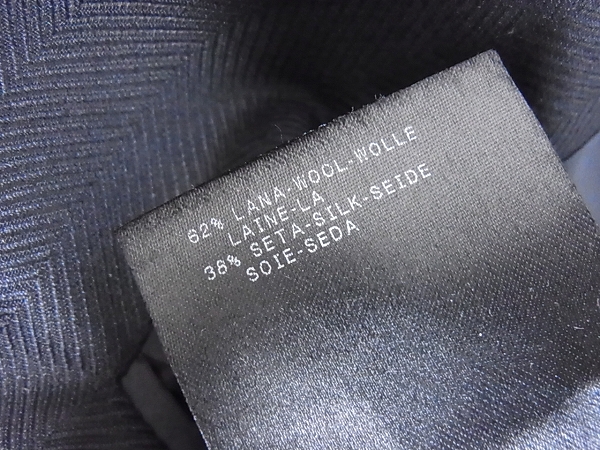 62% LANA-WOOL-WOLLE
LAINE-LA
38% SETA-SILK-SEIDE
SOIE-SEDA